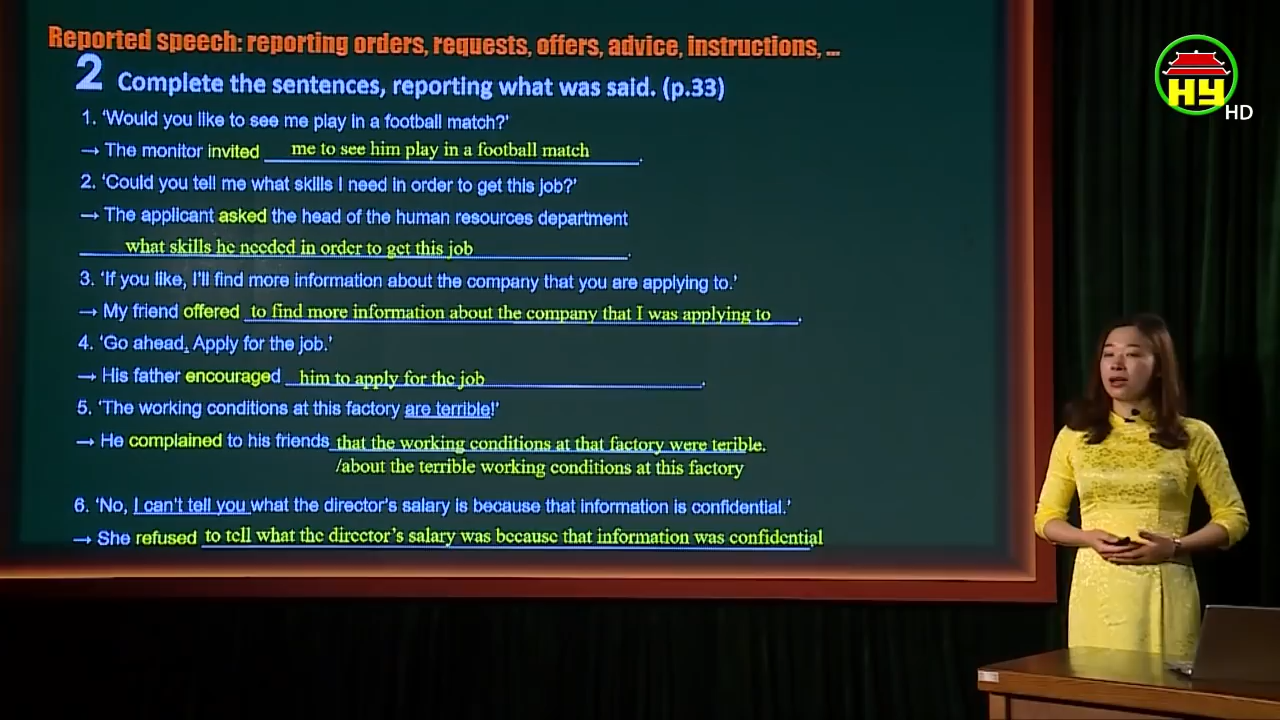 Reported speech: reporting orders, requests, offers, advice, instructions, ...
2 Complete the sentences, reporting what was said. (p.33)
1. 'Would you like to see me play in a football match?'
→ The monitor invited me to see him play in a football match.
2. 'Could you tell me what skills I need in order to get this job?'
→ The applicant asked the head of the human resources department
what skills he needed in order to get this job.
3. 'If you like, I'll find more information about the company that you are applying to.'
→ My friend offered to find more information about the company that I was applying to.
4. 'Go ahead, Apply for the job.'
→ His father encouraged him to apply for the job.
5. 'The working conditions at this factory are terrible!'
→ He complained to his friends that the working conditions at that factory were terible.
/about the terrible working conditions at this factory
6. 'No, I can't tell you what the director's salary is because that information is confidential.'
→ She refused to tell what the director's salary was because that information was confidential
HY
HD